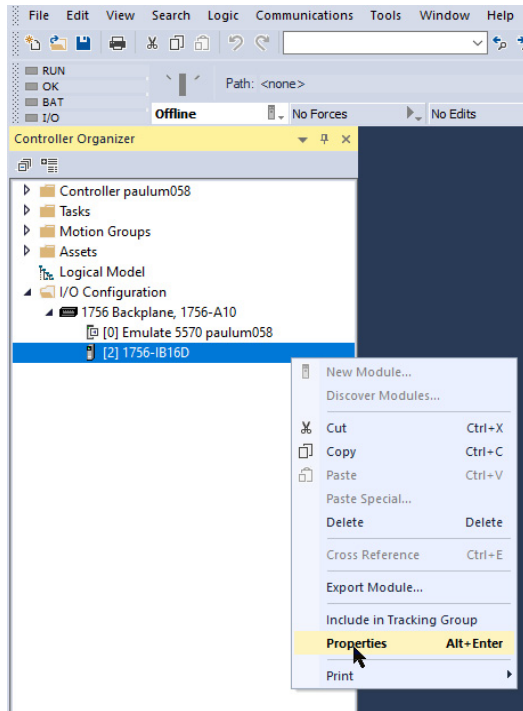 File Edit View Search Logic Communications Tools Window Help
RUN
OK
BAT
I/O
Path: <none>
Offline No Forces No Edits
Controller Organizer
Controller paulum058
Tasks
Motion Groups
Assets
Logical Model
I/O Configuration
1756 Backplane, 1756-A10
[0] Emulate 5570 paulum058
[2] 1756-IB16D
New Module...
Discover Modules...
Cut Ctrl+X
Copy Ctrl+C
Paste Ctrl+V
Paste Special...
Delete Delete
Cross Reference Ctrl+E
Export Module...
Include in Tracking Group
Properties Alt+Enter
Print